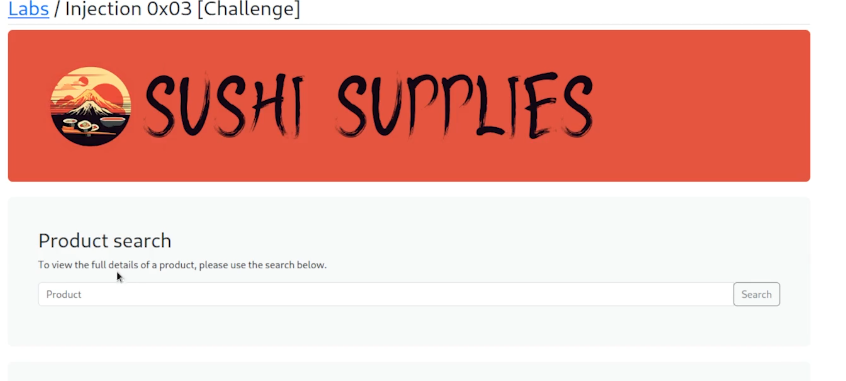 Labs / Injection 0x03 [Challenge]
SUSHI SUPPLIES
Product search
To view the full details of a product, please use the search below.
Product Search